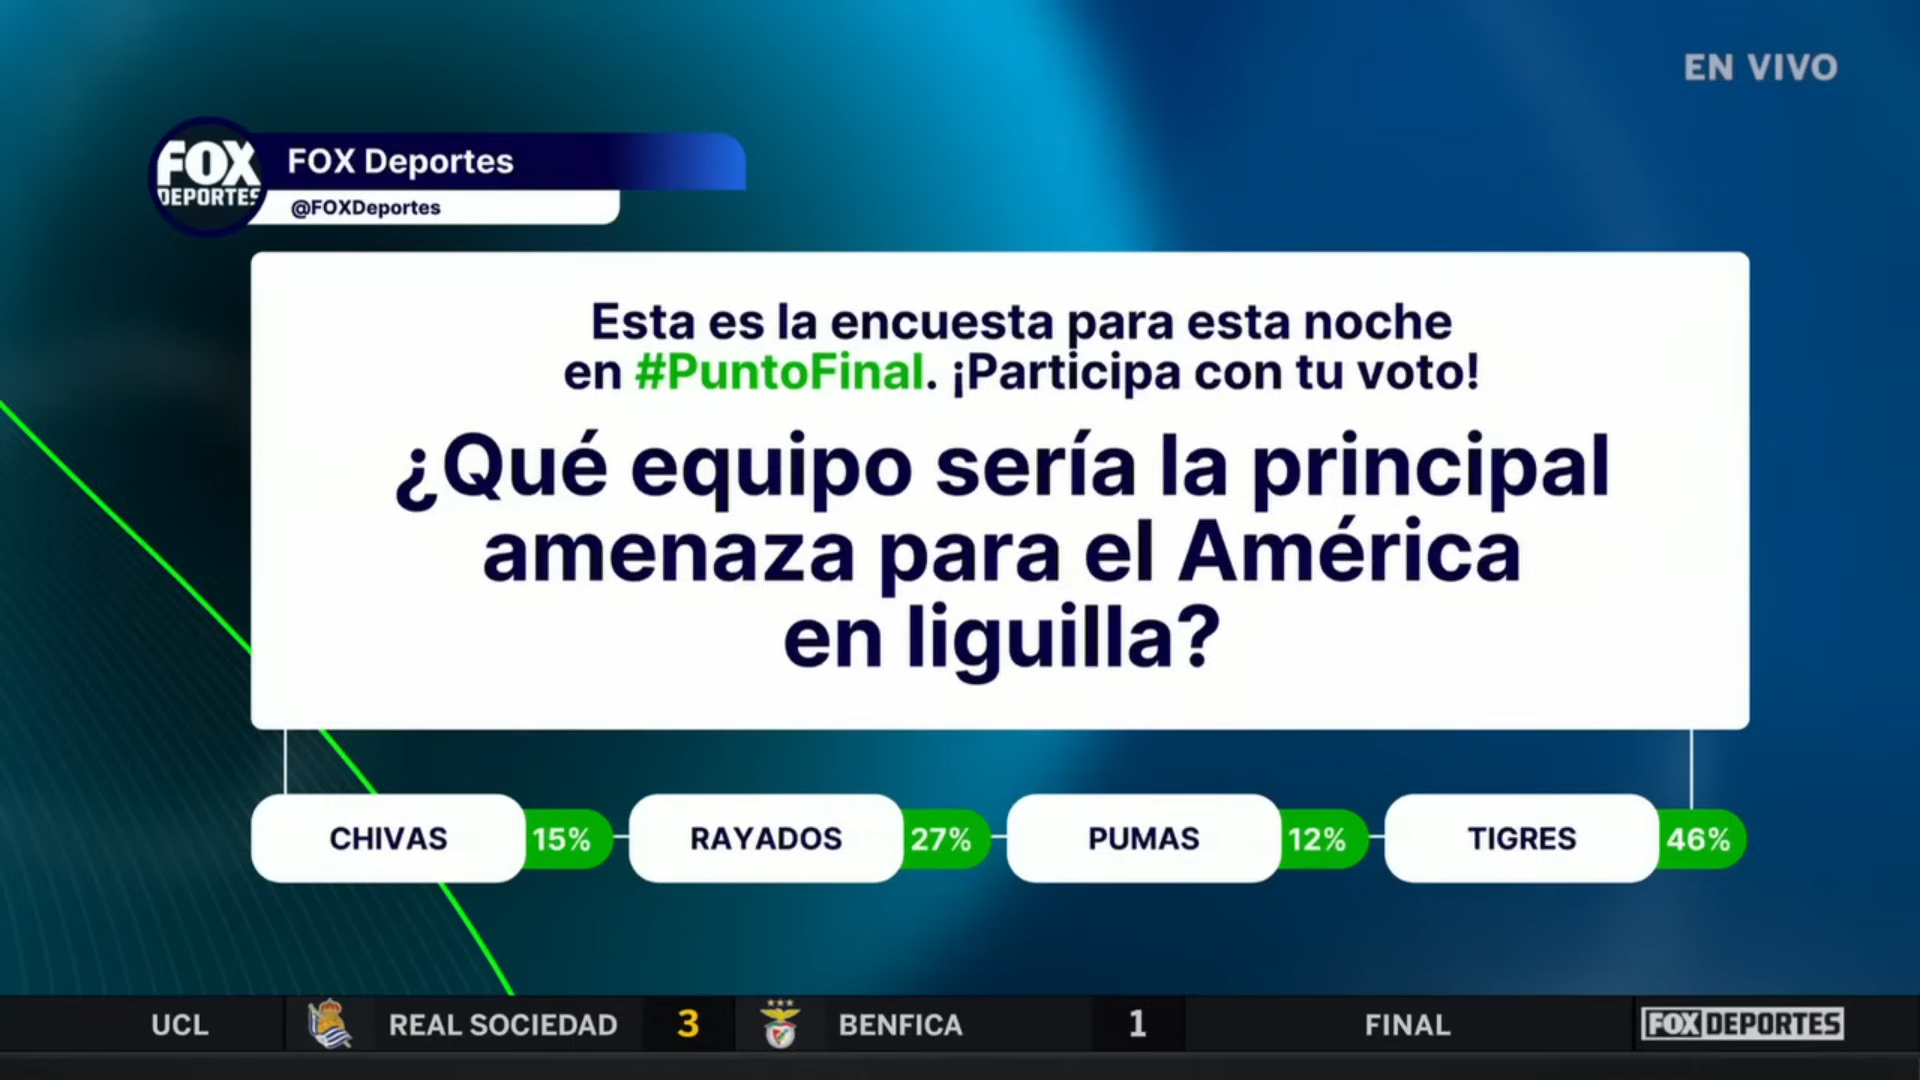 EN VIVO
FOX
DEPORTES
FOX Deportes
@FOXDeportes
Esta es la encuesta para esta noche
en #PuntoFinal. ¡Participa con tu voto!
¿Qué equipo sería la principal
amenaza para el América
en liguilla?
CHIVAS 15% RAYADOS 27% PUMAS 12% TIGRES 46%
UCL REAL SOCIEDAD 3 BENFICA 1 FINAL FOX DEPORTES